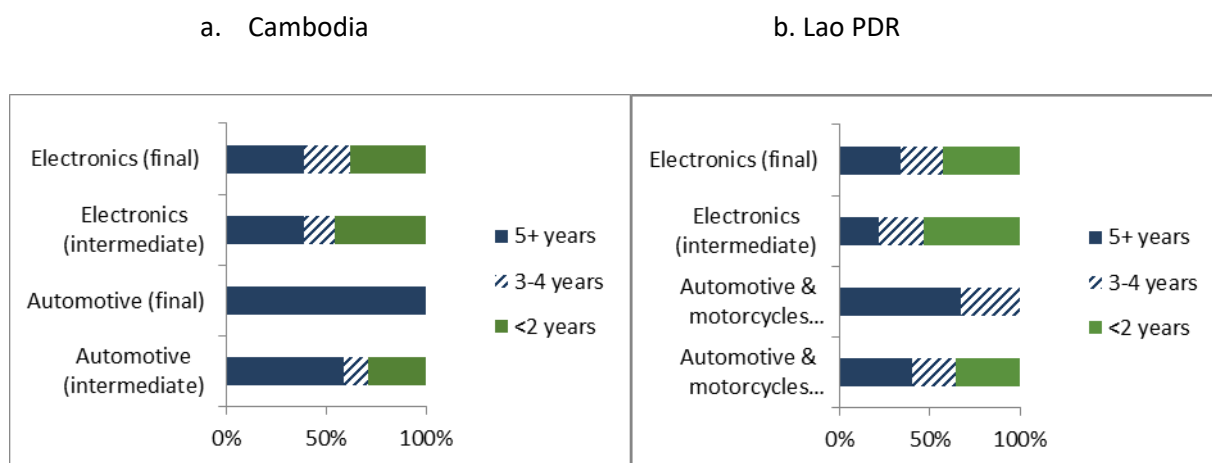 a. Cambodia
b. Lao PDR
Electronics (final)
Electronics
(intermediate)
Automotive (final)
Automotive
(intermediate)
0%
50%
100%
5+ years
3-4 years
<2 years
Electronics (final)
Electronics
(intermediate)
Automotive &
motorcycles...
Automotive &
motorcycles...
0%
50%
100%
5+ years
3-4 years
<2 years